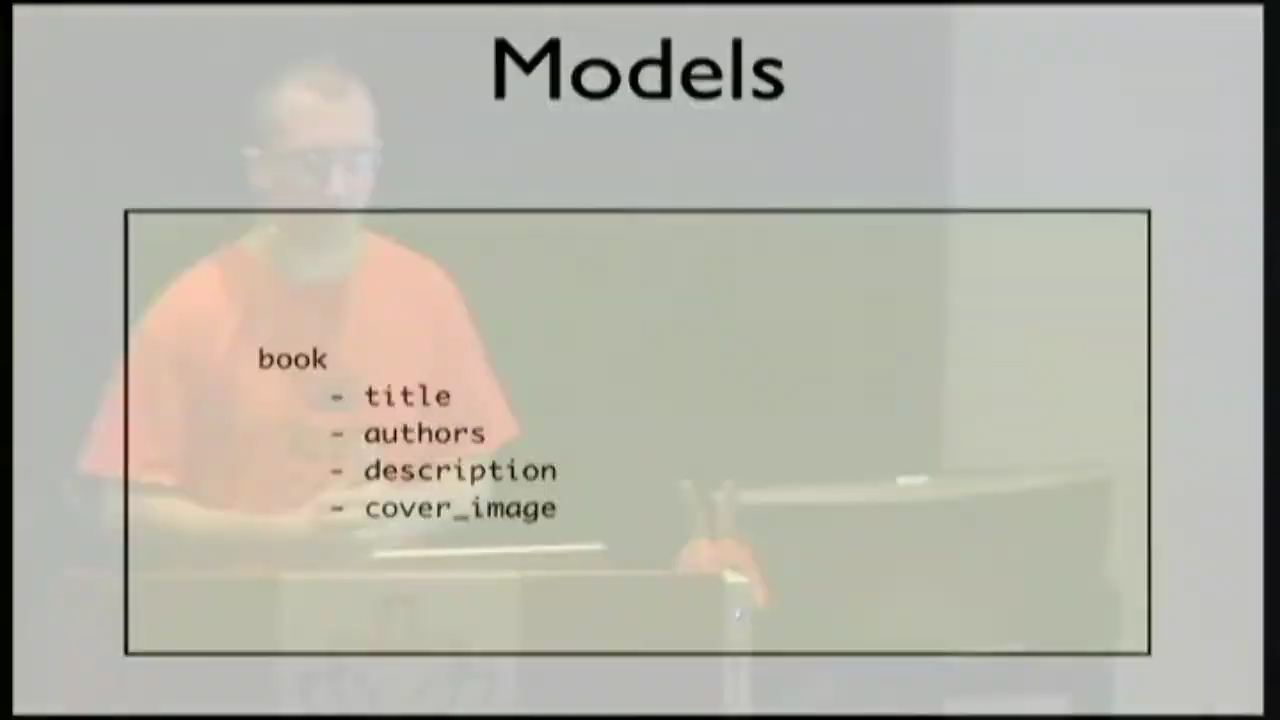 Models
book
- title
- authors
- description
- cover_image